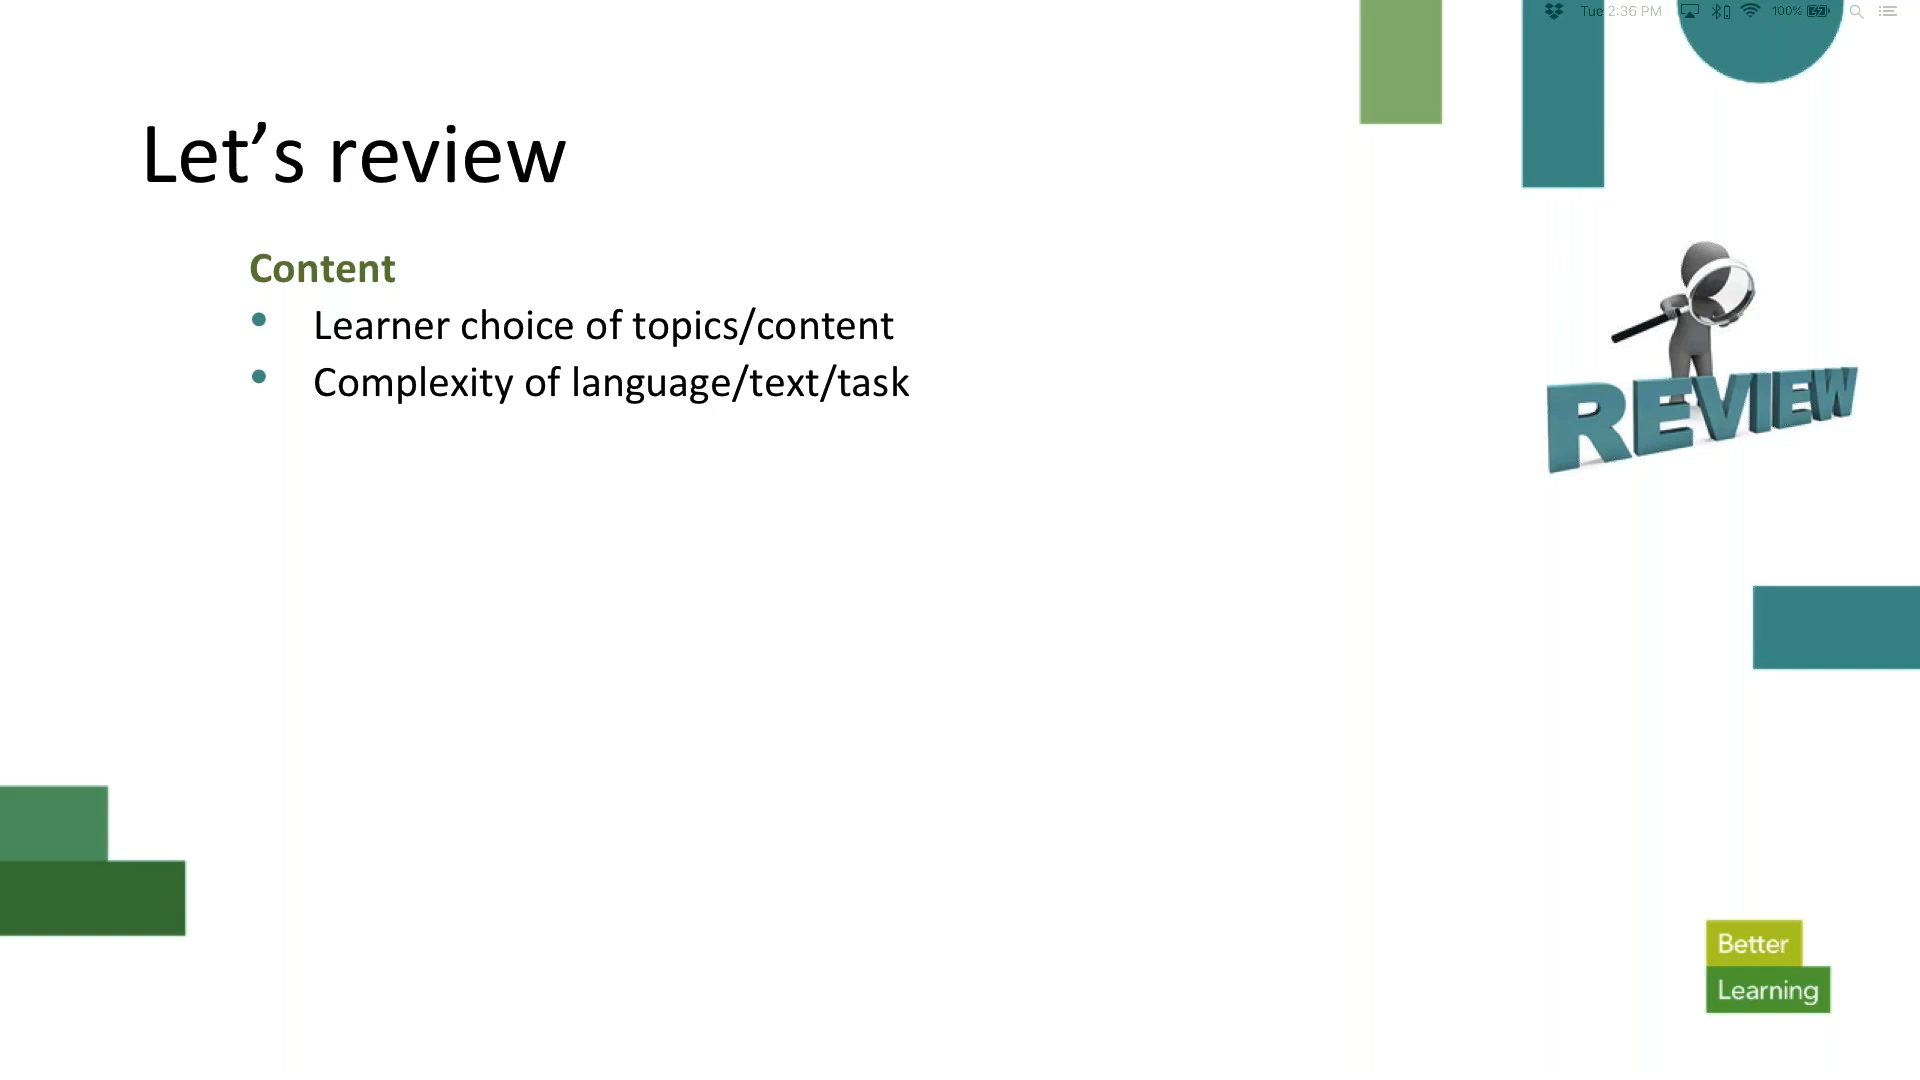 Tue 2:36 PM 100%
Let’s review
Content
• Learner choice of topics/content
• Complexity of language/text/task
REVIEW
Better
Learning